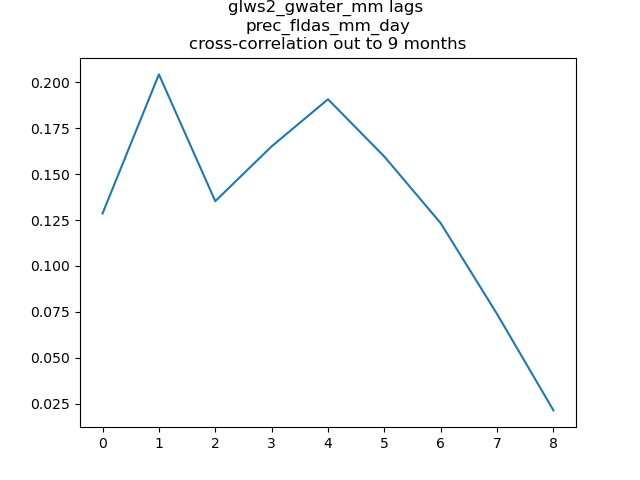 glws2_gwater_mm lags
prec_fldas_mm_day
cross-correlation out to 9 months
0.200
0.175
0.150
0.125
0.100
0.075
0.050
0.025
0 1 2 3 4 5 6 7 8